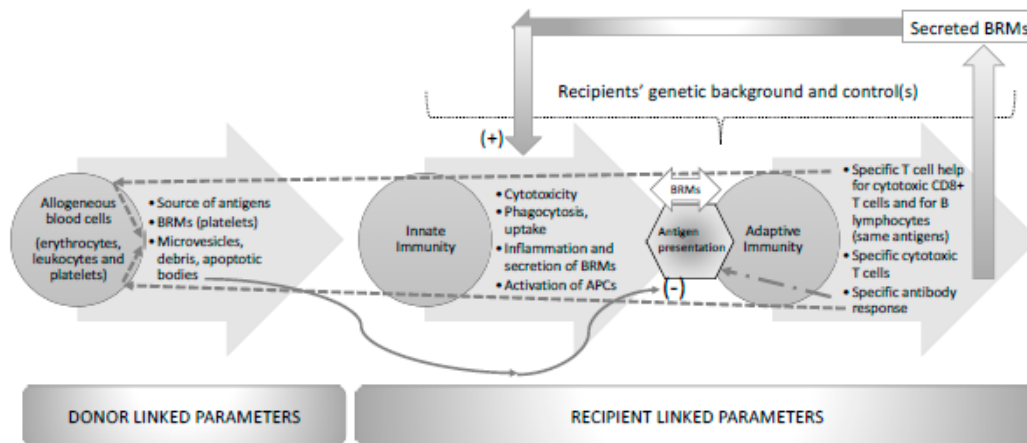 Secreted BRMs
Recipients' genetic background and control(s)
(+)
Allogeneous
blood cells
(erythrocytes,
leukocytes and
platelets)
• Source of antigens
• BRMs (platelets)
• Microvesicles,
debris, apoptotic
bodies
Innate
Immunity
• Cytotoxicity
• Phagocytosis,
uptake
• Inflammation and
secretion of BRMs
• Activation of APCs
BRMs
Antigen
presentation
(-)
Adaptive
Immunity
• Specific T cell help
for cytotoxic CD8+
T cells and for B
lymphocytes
(same antigens)
• Specific cytotoxic
T cells
• Specific antibody
response
DONOR LINKED PARAMETERS
RECIPIENT LINKED PARAMETERS